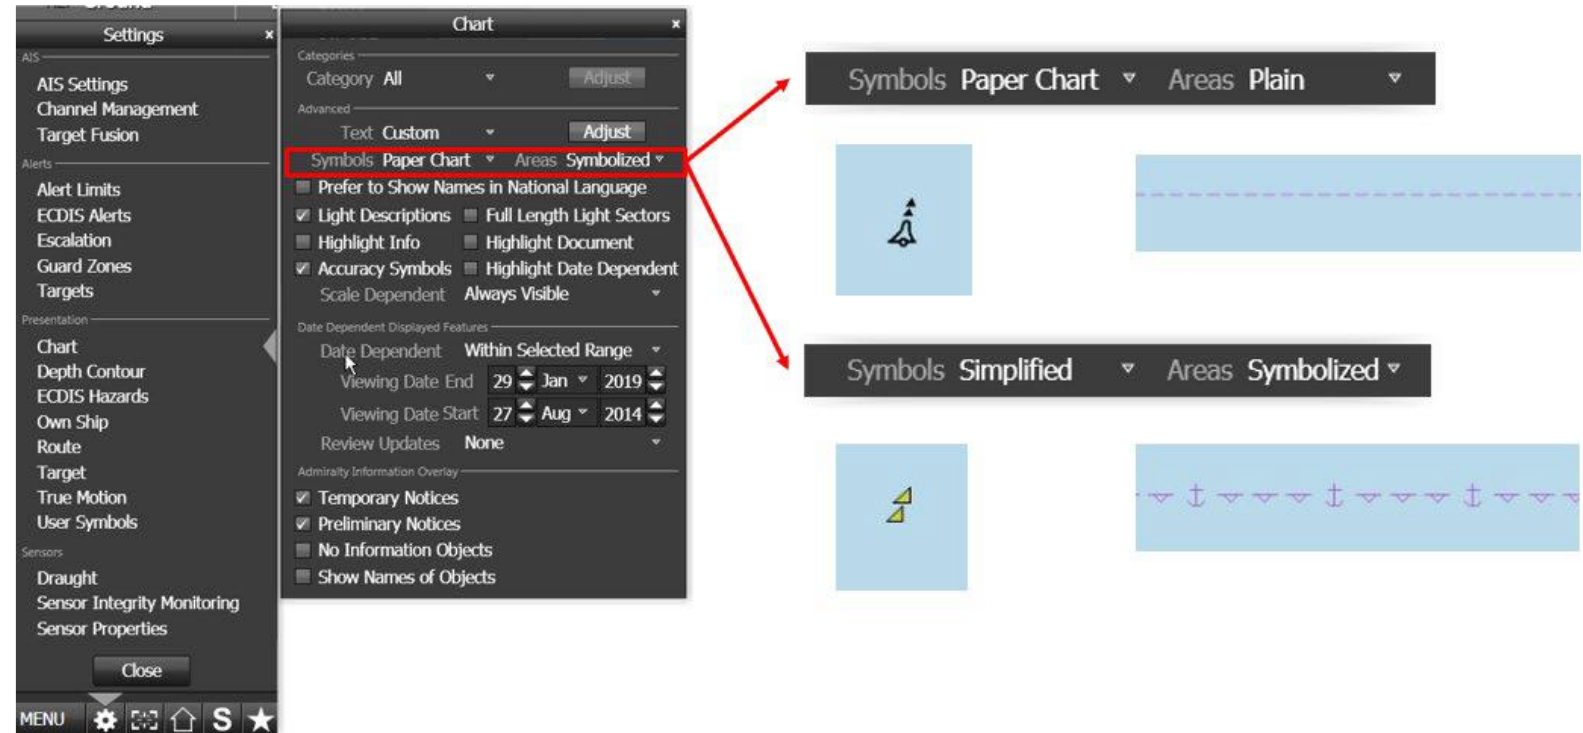 Settings ×
AIS
AIS Settings
Channel Management
Target Fusion
Alerts
Alert Limits
ECDIS Alerts
Escalation
Guard Zones
Targets
Presentation
Chart
Depth Contour
ECDIS Hazards
Own Ship
Route
Target
True Motion
User Symbols
Sensors
Draught
Sensor Integrity Monitoring
Sensor Properties
Close
MENU S
Chart ×
Categories
Category All Adjust
Advanced
Text Custom Adjust
Symbols Paper Chart Areas Symbolized
Prefer to Show Names in National Language
Light Descriptions Full Length Light Sectors
Highlight Info Highlight Document
Accuracy Symbols Highlight Date Dependent
Scale Dependent Always Visible
Date Dependent Displayed Features
Date Dependent Within Selected Range
Viewing Date End 29 Jan 2019
Viewing Date Start 27 Aug 2014
Review Updates None
Admiralty Information Overlay
Temporary Notices
Preliminary Notices
No Information Objects
Show Names of Objects
Symbols Paper Chart Areas Plain
Symbols Simplified Areas Symbolized